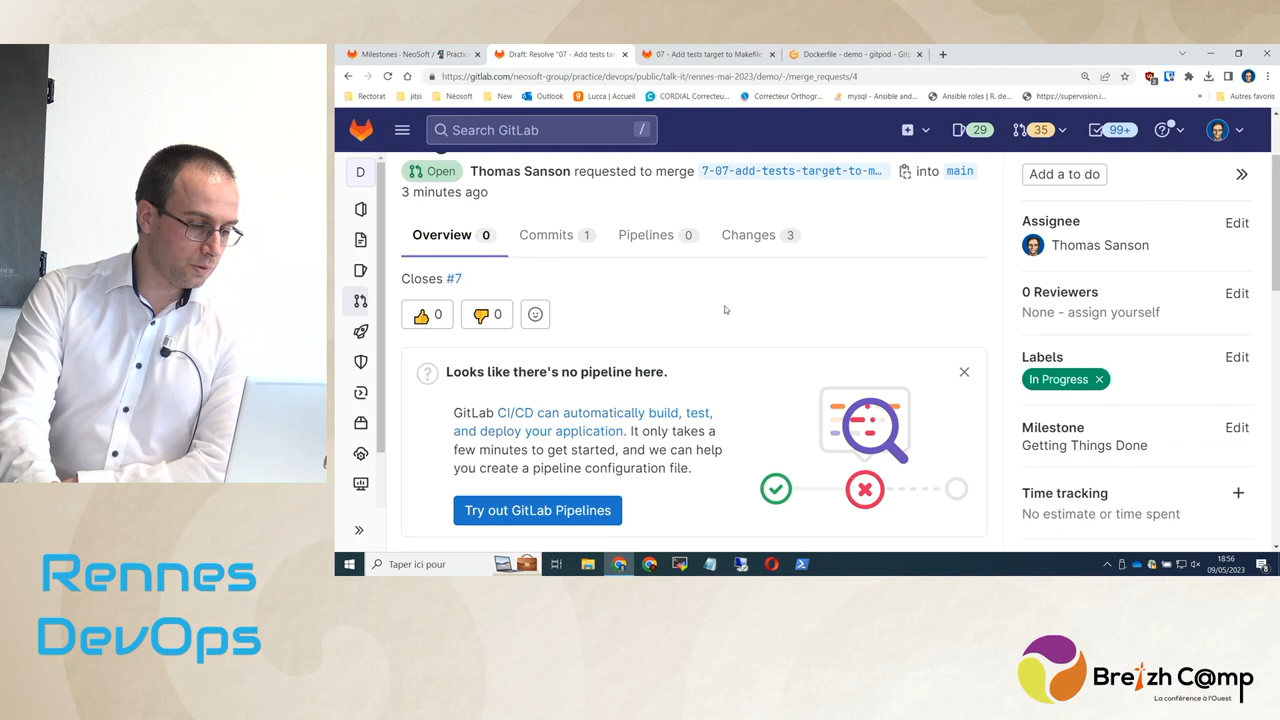 Milestones · NeoSoft /
Practic
Draft: Resolve "07 - Add tests tar
07 - Add tests target to Makefile
Dockerfile - demo - gitpod - Gitp
https://gitlab.com/neosoft-group/practice/devops/public/talk-it/rennes-mai-2023/demo/-/merge_requests/4
Rectorat
jitsi
Néosoft
New
Outlook
Lucca | Accueil
CORDIAL Correcteu...
Correcteur Orthogr...
mysql - Ansible and...
Ansible roles | R. de...
https://supervision.i...
»
Autres favoris
Search GitLab
/
29
35
99+
D
Open
Thomas Sanson requested to merge 7-07-add-tests-target-to-m... into main
3 minutes ago
Overview 0
Commits 1
Pipelines 0
Changes 3
Closes #7
0
0
Looks like there's no pipeline here.
GitLab CI/CD can automatically build, test,
and deploy your application. It only takes a
few minutes to get started, and we can help
you create a pipeline configuration file.
Try out GitLab Pipelines
Add a to do
Assignee
Edit
Thomas Sanson
0 Reviewers
Edit
None - assign yourself
Labels
Edit
In Progress
Milestone
Edit
Getting Things Done
Time tracking
No estimate or time spent
Taper ici pour
18:56
09/05/2023
Rennes
DevOps
Breizh C@mp
La conférence à l'Ouest